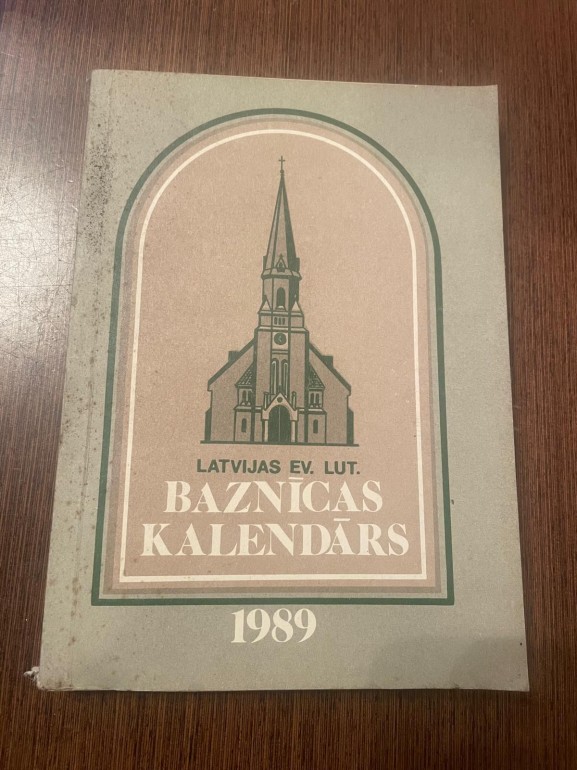 LATVIJAS EV. LUT.
BAZNĪCAS
KALENDĀRS
1989